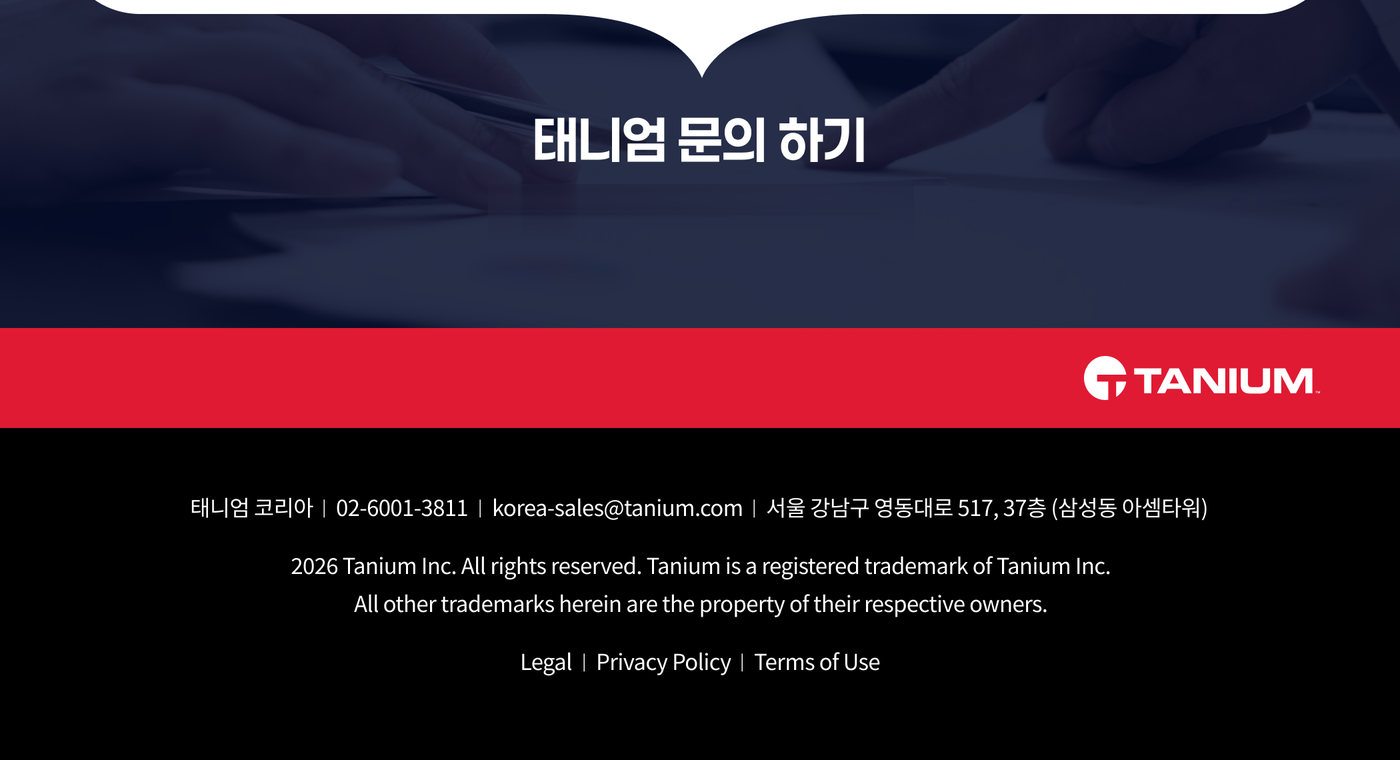 태니엄 문의 하기
TANIUM™
태니엄 코리아 | 02-6001-3811 | korea-sales@tanium.com | 서울 강남구 영동대로 517, 37층 (삼성동 아셈타워)
2026 Tanium Inc. All rights reserved. Tanium is a registered trademark of Tanium Inc.
All other trademarks herein are the property of their respective owners.
Legal | Privacy Policy | Terms of Use